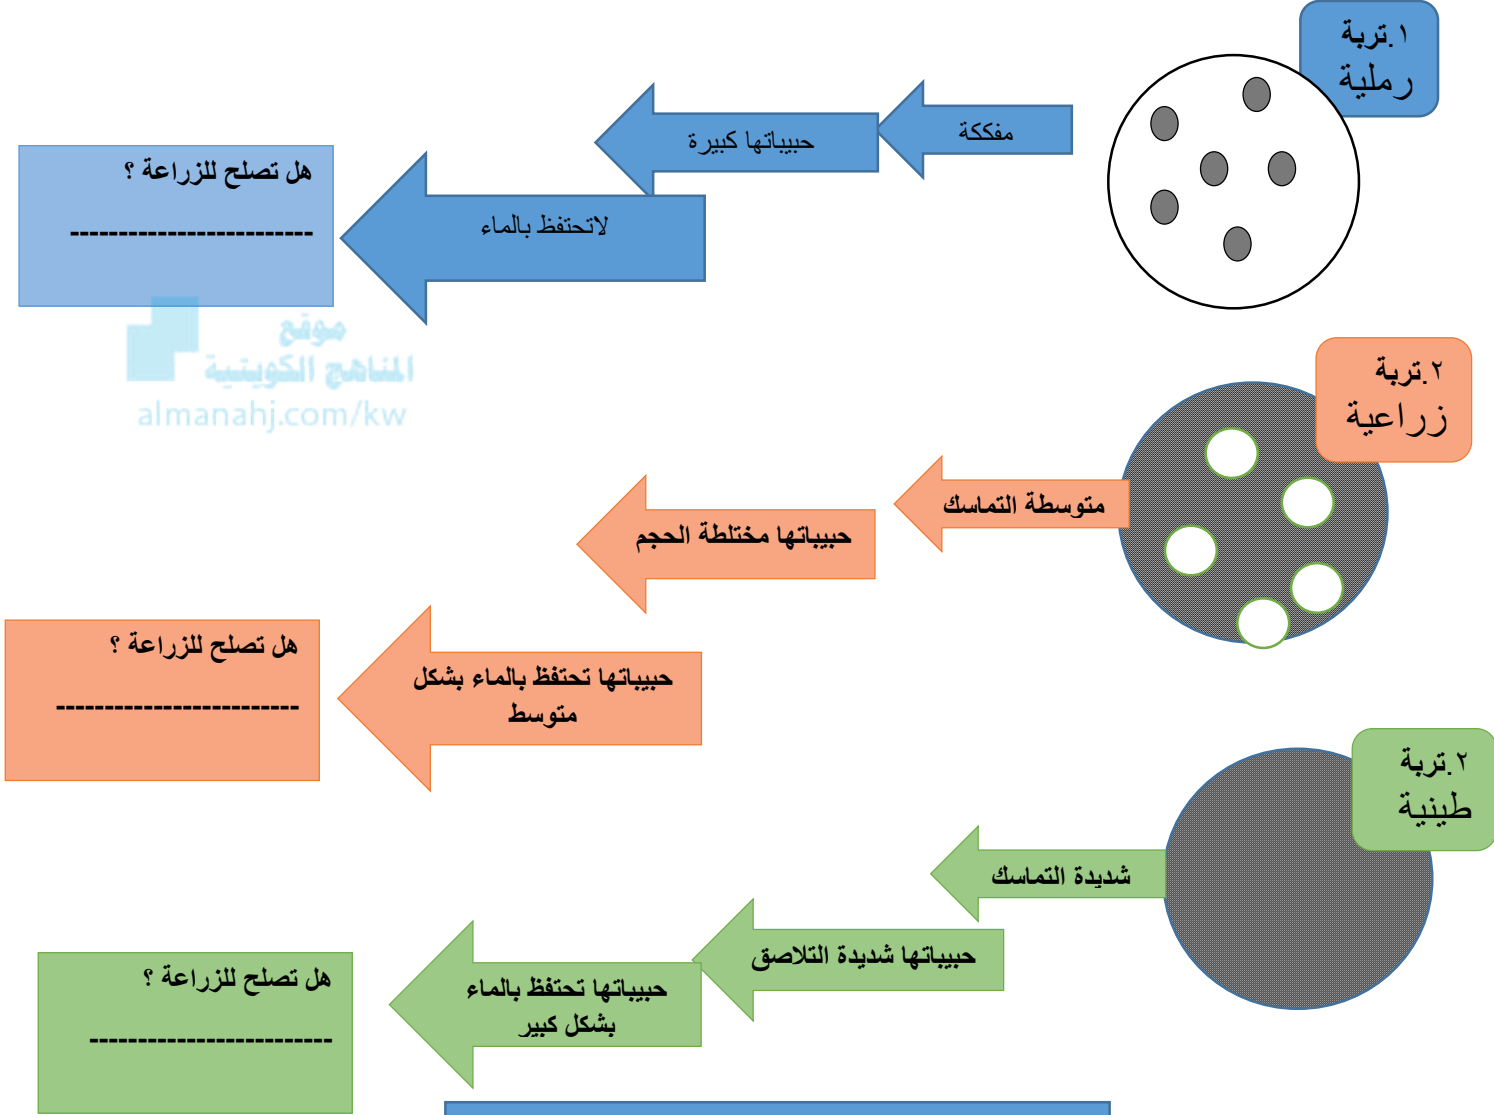 ١.تربة
رملية
مفككة
حبيباتها كبيرة
لاتحتفظ بالماء
هل تصلح للزراعة ؟
-------------------------
موقع
المناهج الكويتية
almanahj.com/kw
٢.تربة
زراعية
متوسطة التماسك
حبيباتها مختلطة الحجم
حبيباتها تحتفظ بالماء بشكل
متوسط
هل تصلح للزراعة ؟
-------------------------
٢.تربة
طينية
شديدة التماسك
حبيباتها شديدة التلاصق
حبيباتها تحتفظ بالماء
بشكل كبير
هل تصلح للزراعة ؟
-------------------------